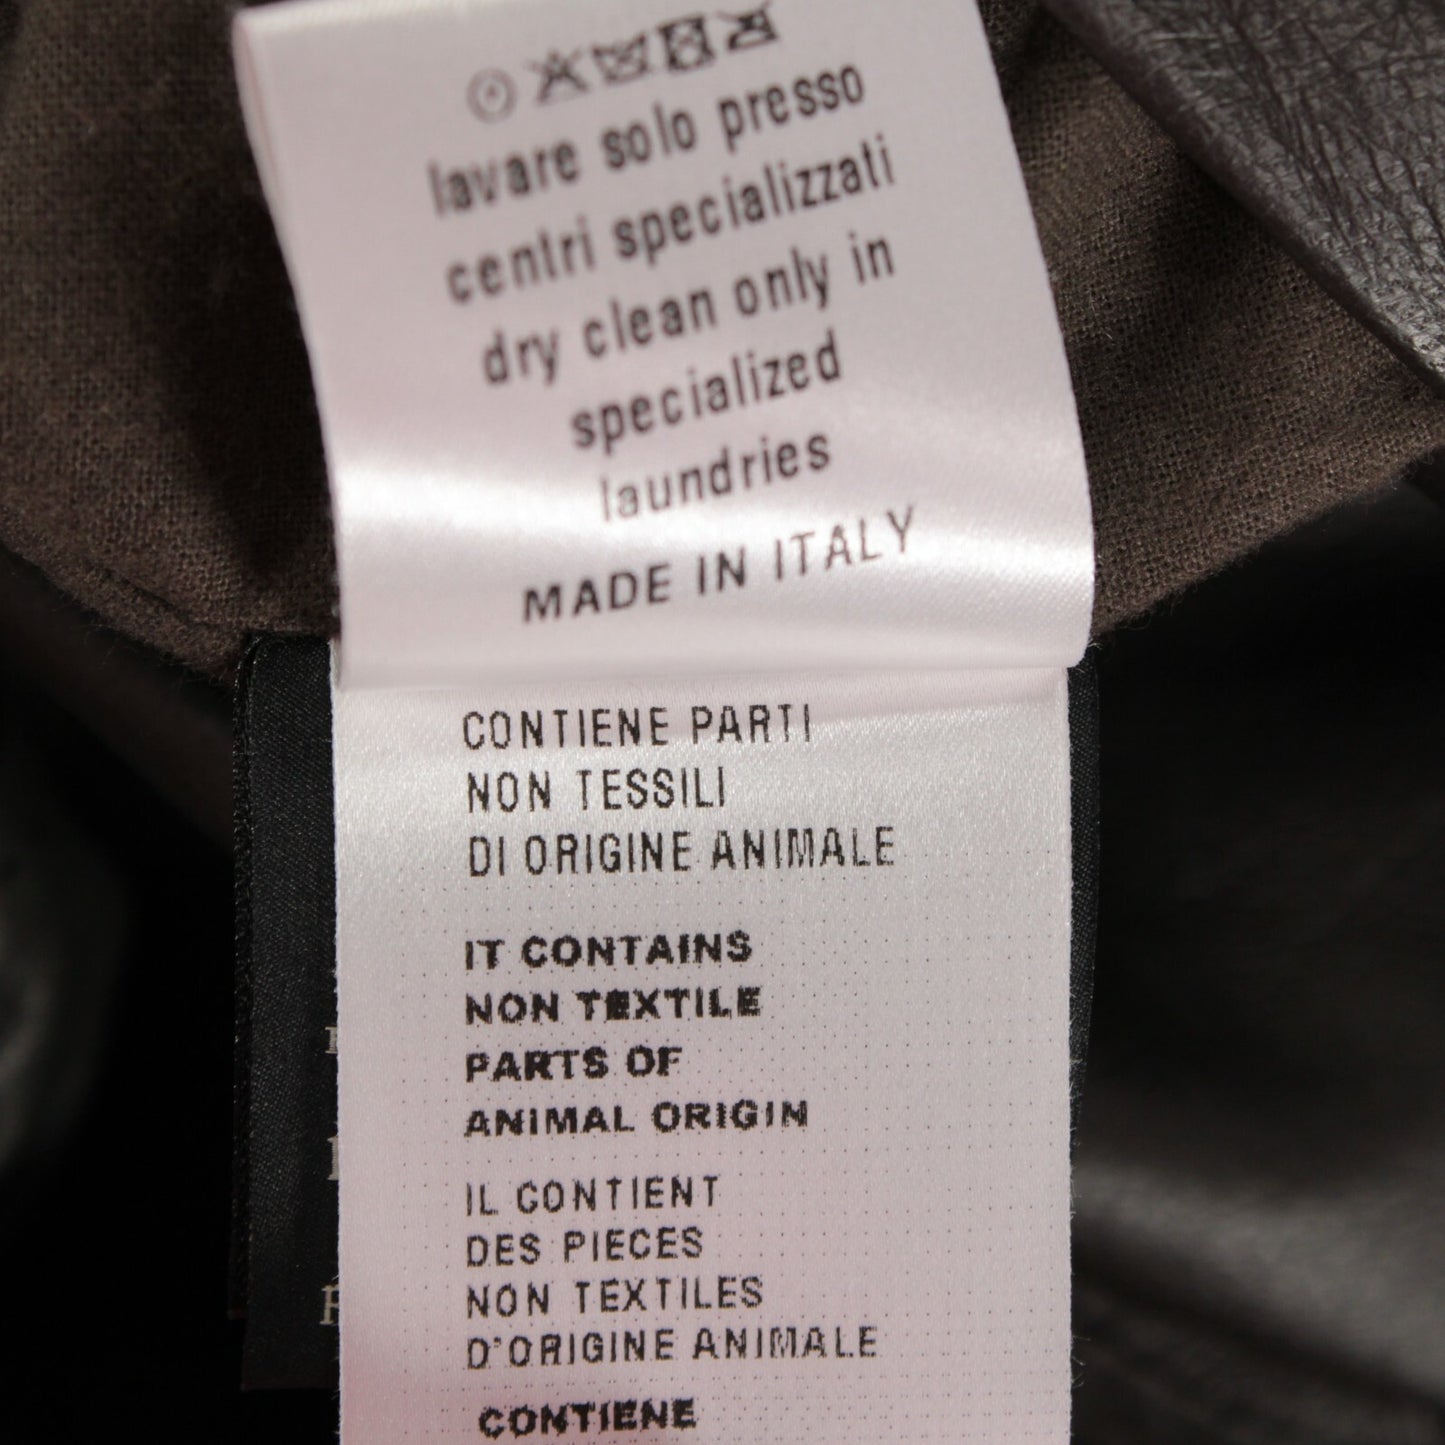 lavare solo presso
centri specializzati
dry clean only in
specialized
laundries
MADE IN ITALY
CONTIENE PARTI
NON TESSILI
DI ORIGINE ANIMALE
IT CONTAINS
NON TEXTILE
PARTS OF
ANIMAL ORIGIN
IL CONTIENT
DES PIECES
NON TEXTILES
D'ORIGINE ANIMALE
CONTIENE